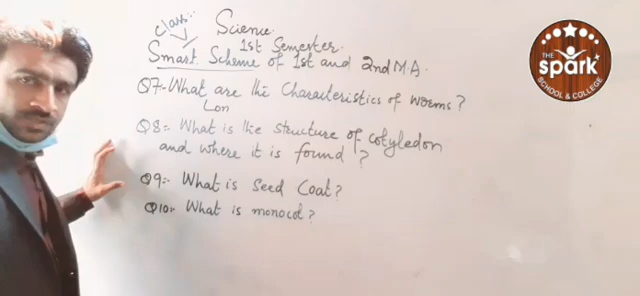 class:-
Science
1st Semester.
Smart Scheme of 1st and 2nd M.A.
Q7:- What are the Characteristics of worms?
Lon
Q8:- What is the structure of cotyledon
and where it is found?
Q9:- What is Seed Coat?
Q10:- What is monocot?
THE
spark
SCHOOL & COLLEGE